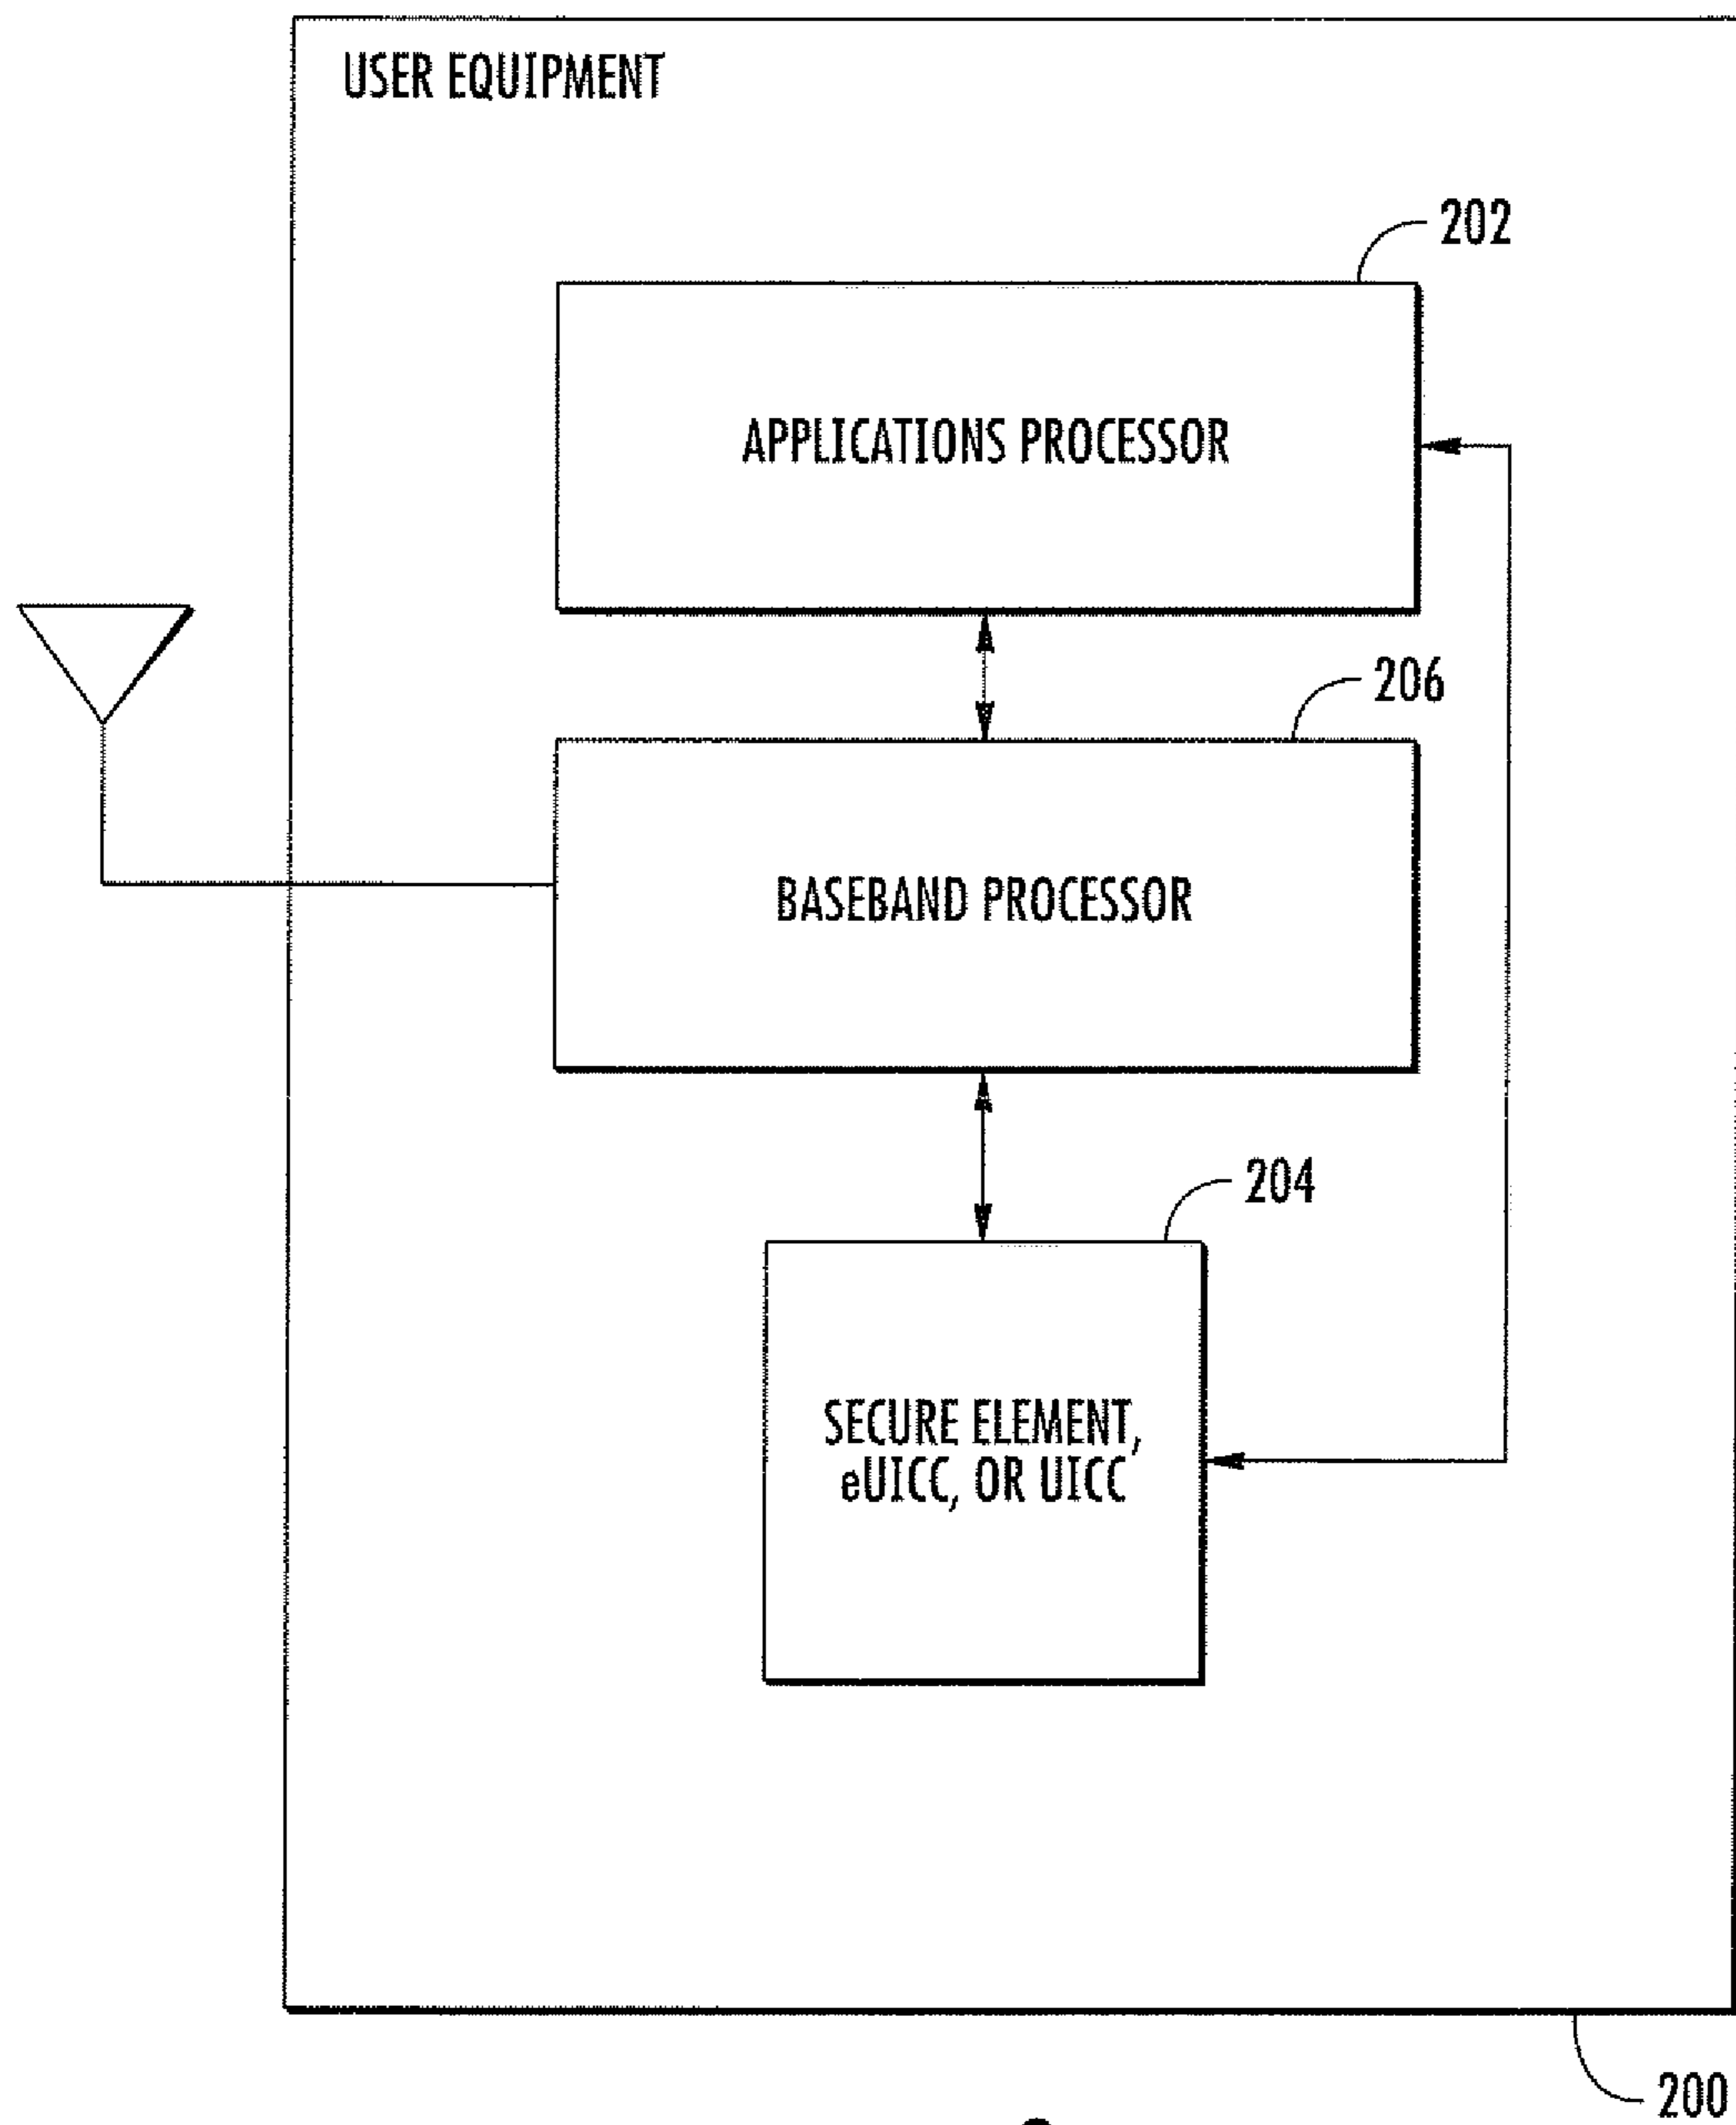 USER EQUIPMENT
202
APPLICATIONS PROCESSOR
206
BASEBAND PROCESSOR
204
SECURE ELEMENT,
eUICC, OR UICC
200